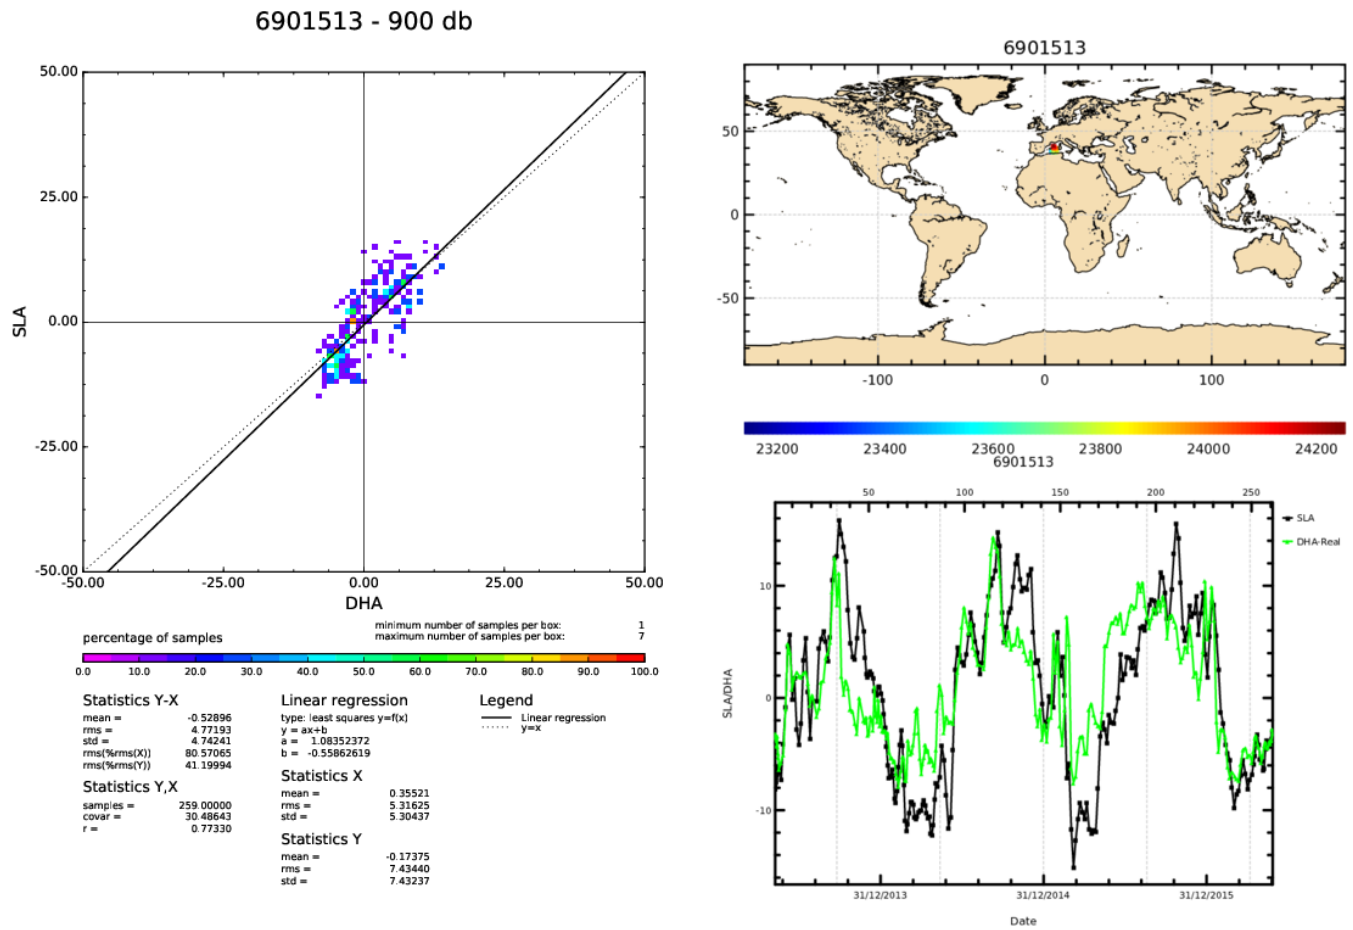 6901513 - 900 db
50.00
25.00
0.00
-25.00
-50.00
SLA
-50.00 -25.00 0.00 25.00 50.00
DHA
percentage of samples
minimum number of samples per box: 1
maximum number of samples per box: 7
0.0 10.0 20.0 30.0 40.0 50.0 60.0 70.0 80.0 90.0 100.0
Statistics Y-X
mean = -0.52896
rms = 4.77193
std = 4.74241
rms(%rms(X)) 80.57065
rms(%rms(Y)) 41.19994
Statistics Y,X
samples = 259.00000
covar = 30.48643
r = 0.77330
Linear regression
type: least squares y=f(x)
y = ax+b
a = 1.08352372
b = -0.55862619
Statistics X
mean = 0.35521
rms = 5.31625
std = 5.30437
Statistics Y
mean = -0.17375
rms = 7.43440
std = 7.43237
Legend
Linear regression
y=x
6901513
50
0
-50
-100 0 100
23200 23400 23600 23800 24000 24200
6901513
50 100 150 200 250
SLA
DHA-Real
10
0
-10
SLA/DHA
31/12/2013 31/12/2014 31/12/2015
Date